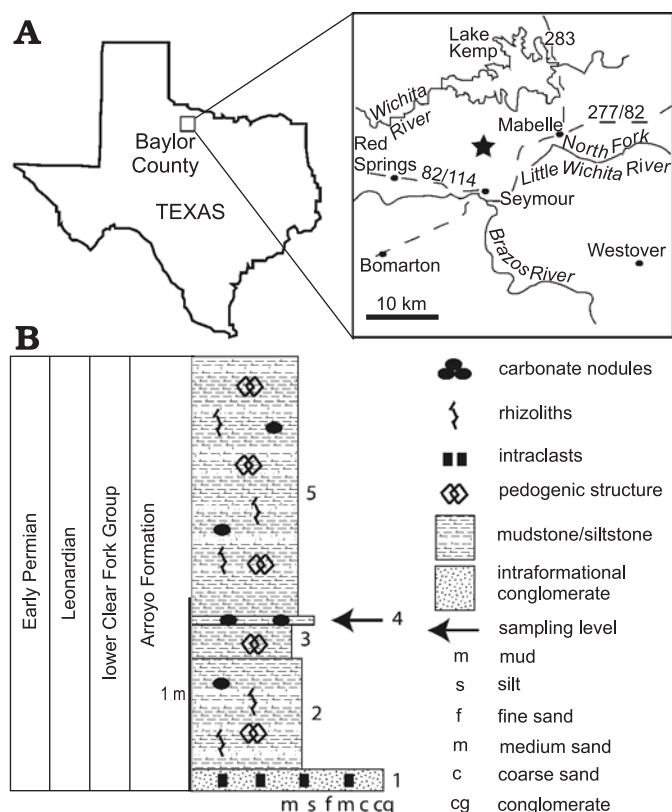 A
Baylor
County
TEXAS
Lake
Kemp
283
Wichita
River
277/82
Mabelle
North Fork
Red
Springs
Little Wichita River
82/114
Seymour
Brazos River
Bomarton
Westover
10 km
B
Early Permian
Leonardian
lower Clear Fork Group
Arroyo Formation
1 m
5
4
3
2
1
m s f m c cg
carbonate nodules
rhizoliths
intraclasts
pedogenic structure
mudstone/siltstone
intraformational
conglomerate
sampling level
m mud
s silt
f fine sand
m medium sand
c coarse sand
cg conglomerate